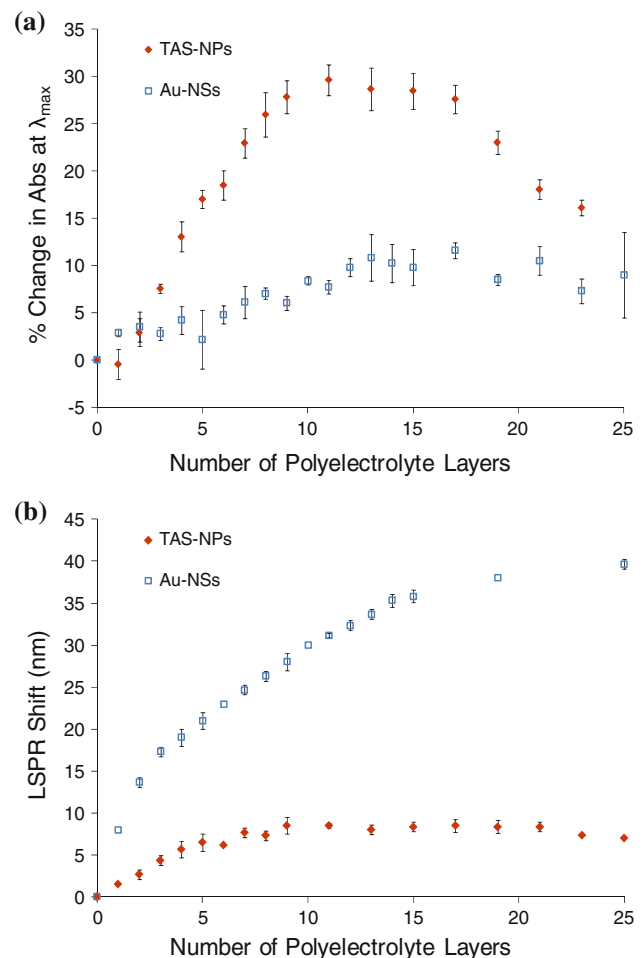 (a)
TAS-NPs
Au-NSs
% Change in Abs at λmax
35
30
25
20
15
10
5
0
-5
0 5 10 15 20 25
Number of Polyelectrolyte Layers
(b)
TAS-NPs
Au-NSs
LSPR Shift (nm)
45
40
35
30
25
20
15
10
5
0
0 5 10 15 20 25
Number of Polyelectrolyte Layers